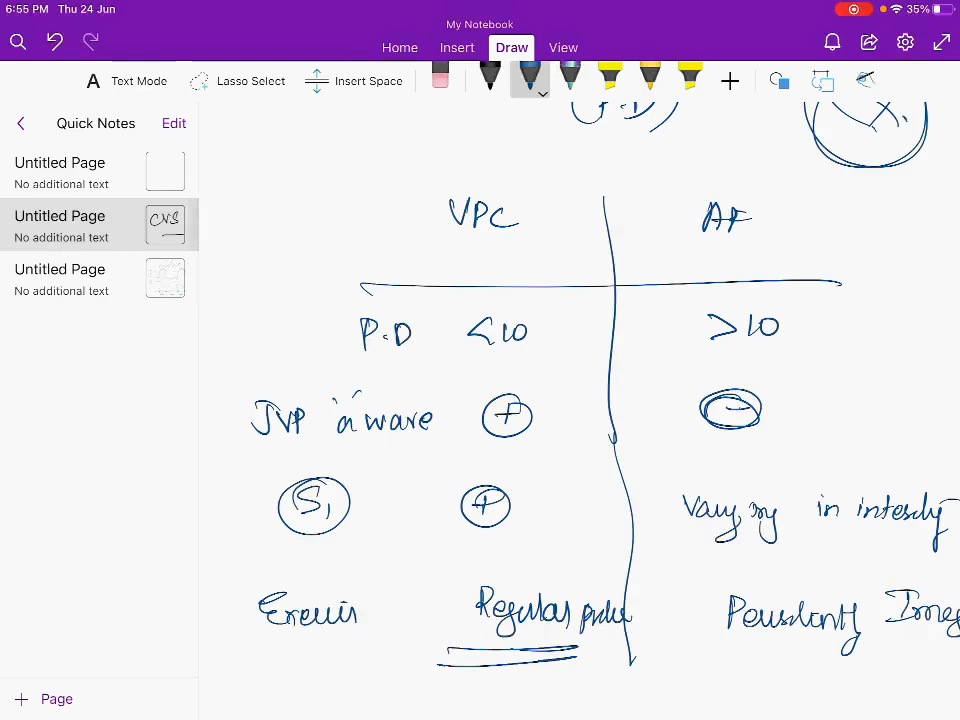 6:55 PM Thu 24 Jun
35%
My Notebook
Home Insert Draw View
Text Mode Lasso Select Insert Space
Quick Notes Edit
Untitled Page
No additional text
Untitled Page
No additional text
CNS
Untitled Page
No additional text
P.D
VPC AF
P.D <10 >10
JVP 'a' wave + -
S1 + Varying in intensity
Regular pulse
Page